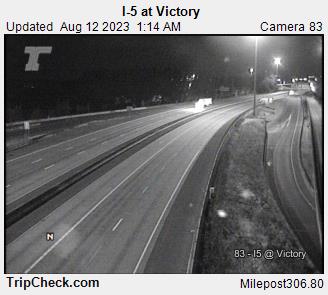 I-5 at Victory
Updated Aug 12 2023 1:14 AM Camera 83
T
N
83 - I5 @ Victory
TripCheck.com Milepost306.80